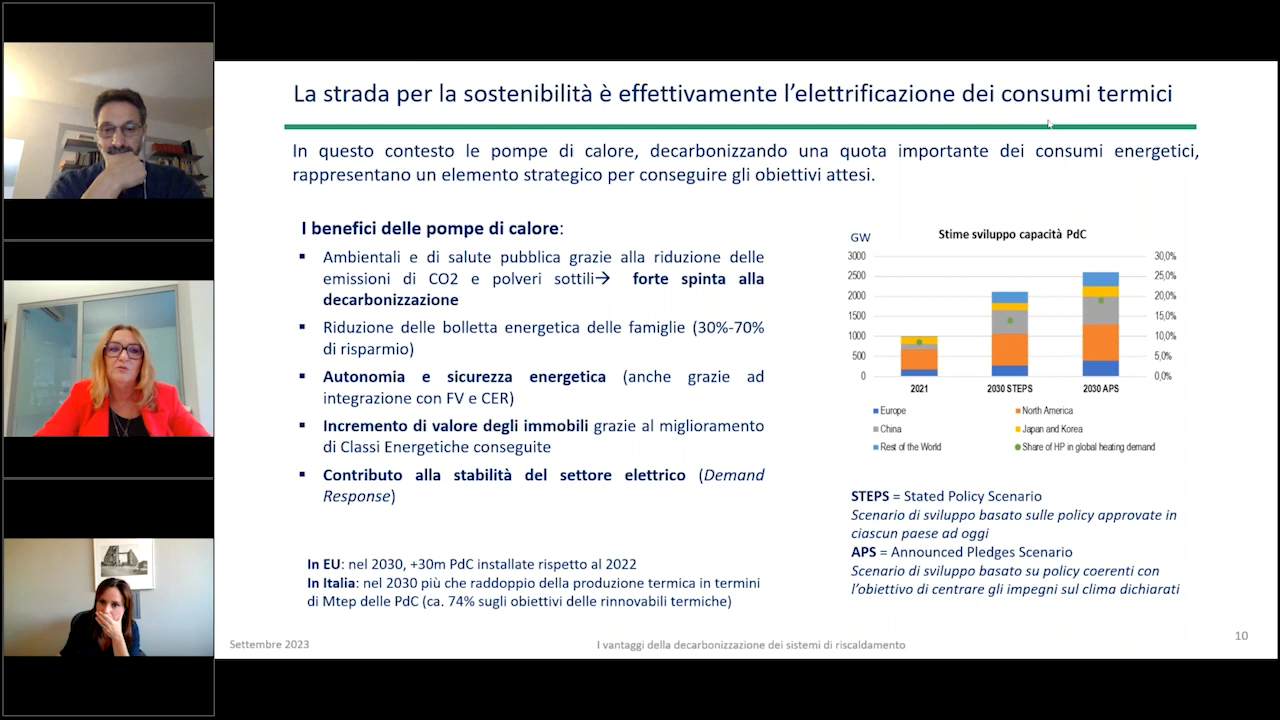 La strada per la sostenibilità è effettivamente l'elettrificazione dei consumi termici
In questo contesto le pompe di calore, decarbonizzando una quota importante dei consumi energetici,
rappresentano un elemento strategico per conseguire gli obiettivi attesi.
I benefici delle pompe di calore:
▪ Ambientali e di salute pubblica grazie alla riduzione delle
emissioni di CO2 e polveri sottili→ forte spinta alla
decarbonizzazione
▪ Riduzione delle bolletta energetica delle famiglie (30%-70%
di risparmio)
▪ Autonomia e sicurezza energetica (anche grazie ad
integrazione con FV e CER)
▪ Incremento di valore degli immobili grazie al miglioramento
di Classi Energetiche conseguite
▪ Contributo alla stabilità del settore elettrico (Demand
Response)
In EU: nel 2030, +30m PdC installate rispetto al 2022
In Italia: nel 2030 più che raddoppio della produzione termica in termini
di Mtep delle PdC (ca. 74% sugli obiettivi delle rinnovabili termiche)
GW
Stime sviluppo capacità PdC
3000 30,0%
2500 25,0%
2000 20,0%
1500 15,0%
1000 10,0%
500 5,0%
0 0,0%
2021 2030 STEPS 2030 APS
Europe North America
China Japan and Korea
Rest of the World Share of HP in global heating demand
STEPS = Stated Policy Scenario
Scenario di sviluppo basato sulle policy approvate in
ciascun paese ad oggi
APS = Announced Pledges Scenario
Scenario di sviluppo basato su policy coerenti con
l'obiettivo di centrare gli impegni sul clima dichiarati
Settembre 2023
I vantaggi della decarbonizzazione dei sistemi di riscaldamento
10